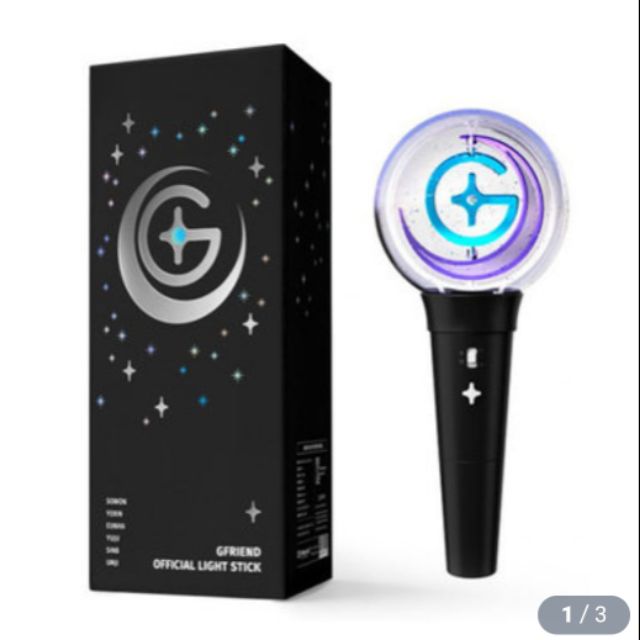 SOWON
YERIN
EUNHA
YUJU
SINB
UMJI
GFRIEND
OFFICIAL LIGHT STICK
1 / 3